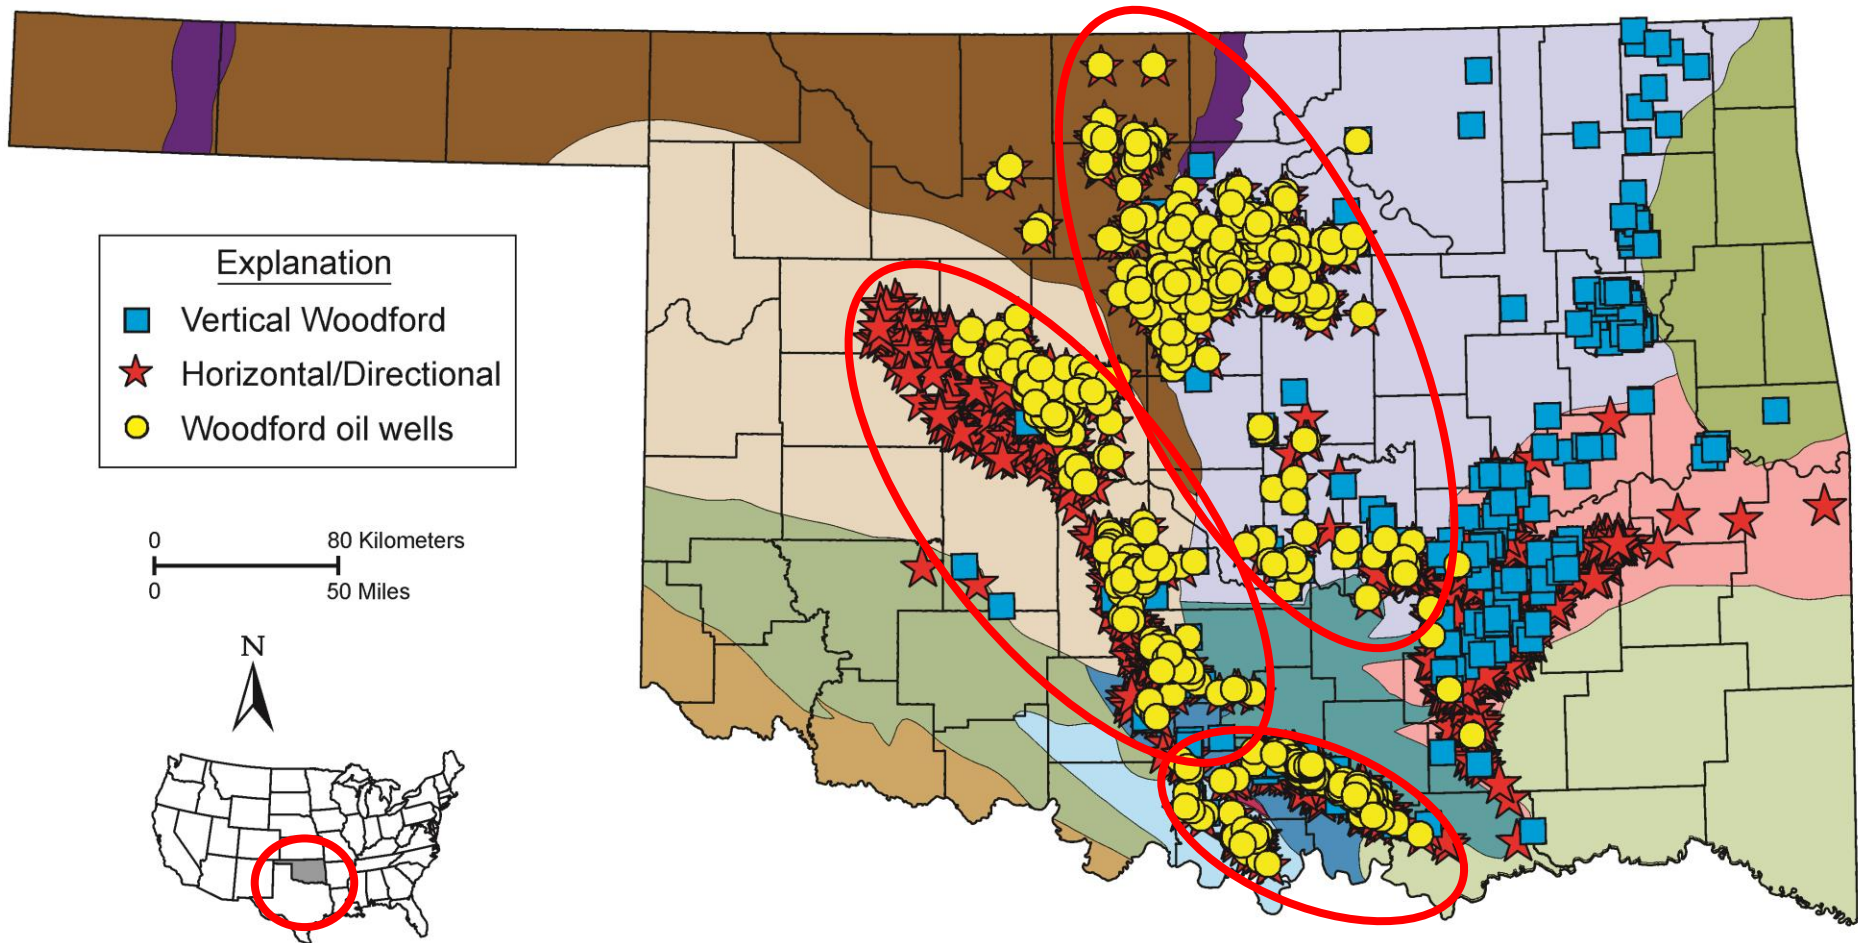 Explanation
Vertical Woodford
Horizontal/Directional
Woodford oil wells
0 80 Kilometers
0 50 Miles
N